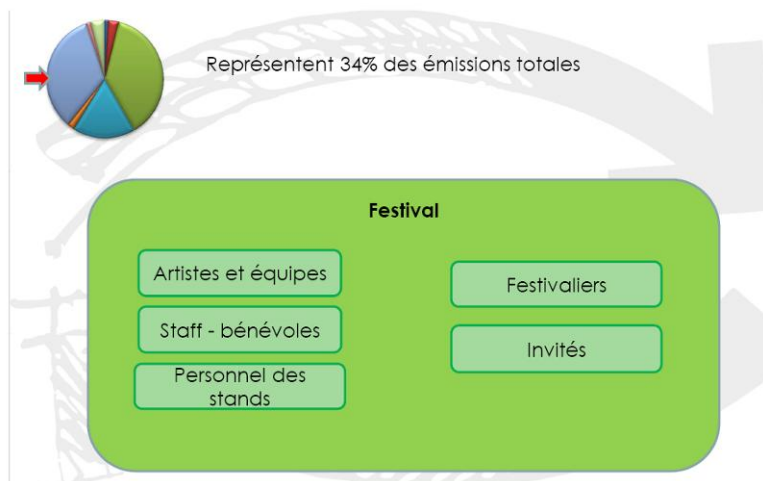 Représentent 34% des émissions totales
Festival
Artistes et équipes
Staff - bénévoles
Personnel des
stands
Festivaliers
Invités